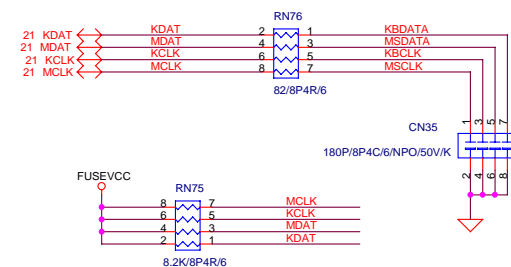 RN76
21 KDAT KDAT 2 1 KBDATA
21 MDAT MDAT 4 3 MSDATA
21 KCLK KCLK 6 5 KBCLK
21 MCLK MCLK 8 7 MSCLK
82/8P4R/6
1 3 5 7
CN35
180P/8P4C/6/NPO/50V/K
2 4 6 8
FUSEVCC
RN75
8 7 MCLK
6 5 KCLK
4 3 MDAT
2 1 KDAT
8.2K/8P4R/6